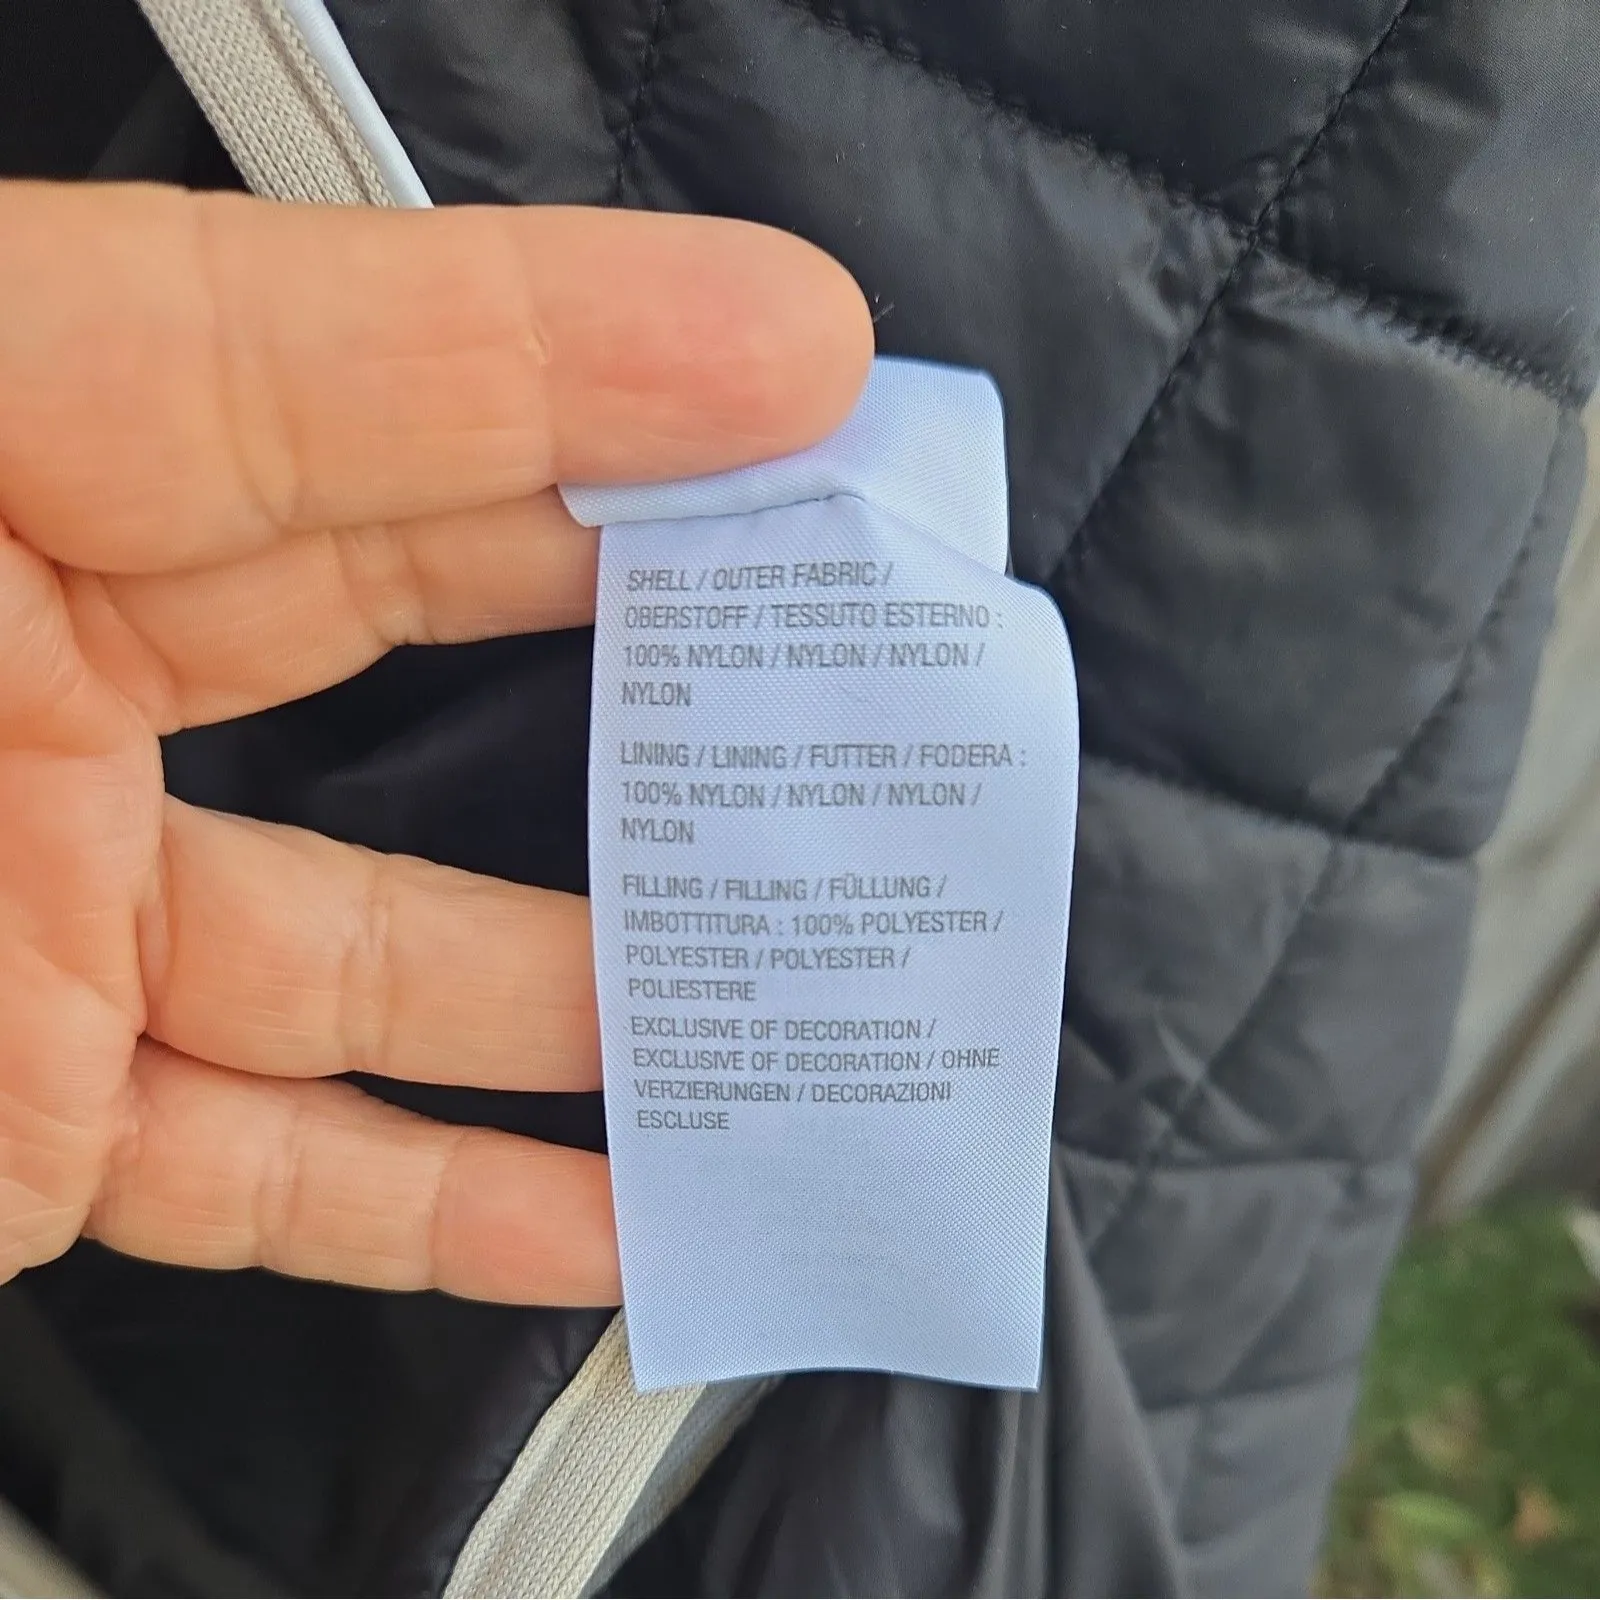 SHELL / OUTER FABRIC /
OBERSTOFF / TESSUTO ESTERNO :
100% NYLON / NYLON / NYLON /
NYLON
LINING / LINING / FUTTER / FODERA :
100% NYLON / NYLON / NYLON /
NYLON
FILLING / FILLING / FÜLLUNG /
IMBOTTITURA : 100% POLYESTER /
POLYESTER / POLYESTER /
POLIESTERE
EXCLUSIVE OF DECORATION /
EXCLUSIVE OF DECORATION / OHNE
VERZIERUNGEN / DECORAZIONI
ESCLUSE